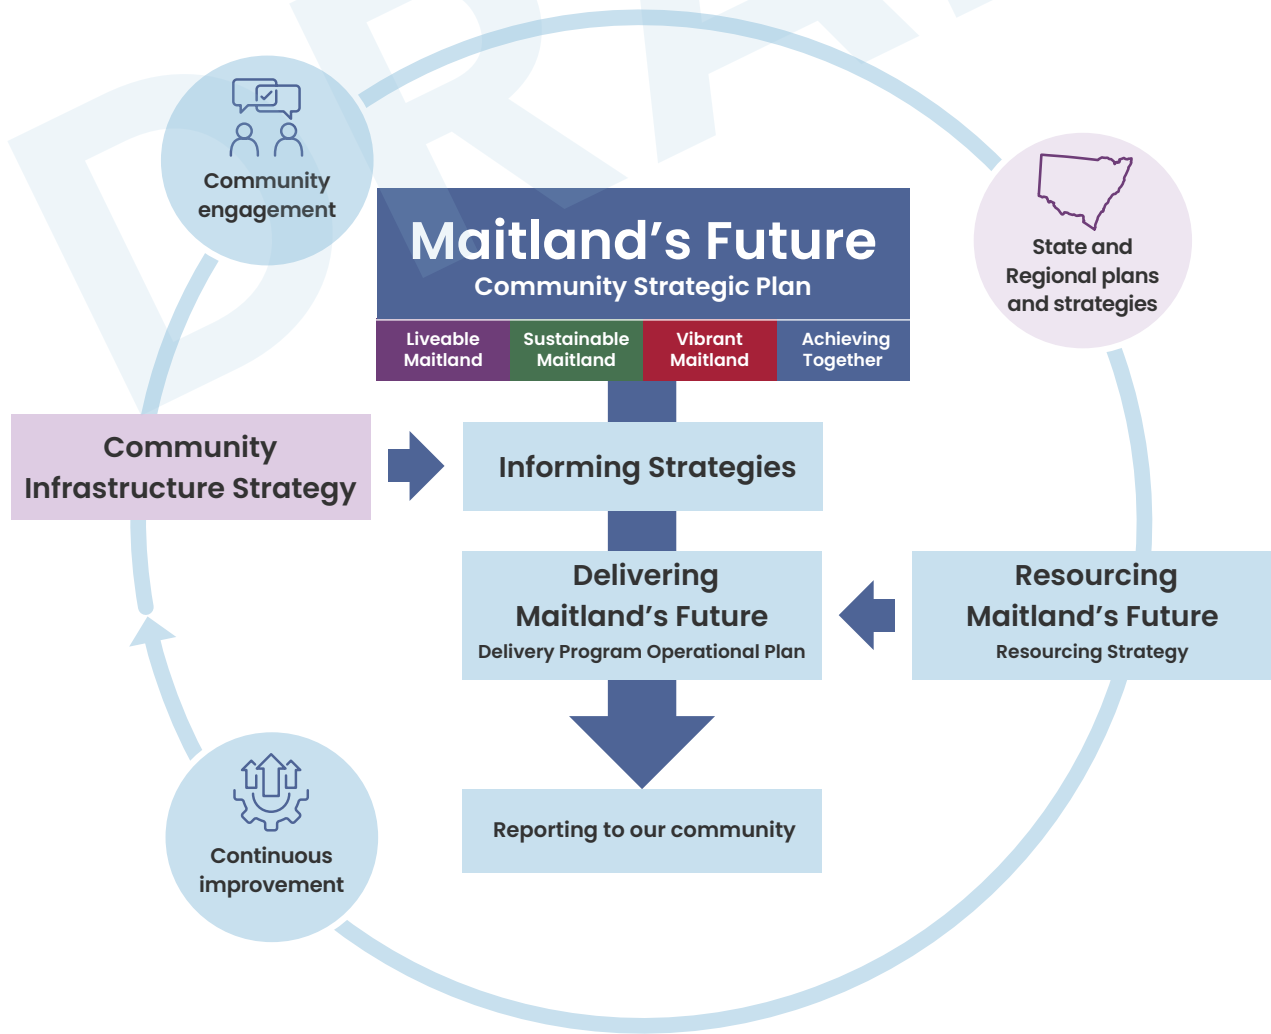 DRA
Community
engagement
State and
Regional plans
and strategies
Maitland's Future
Community Strategic Plan
Liveable
Maitland
Sustainable
Maitland
Vibrant
Maitland
Achieving
Together
Community
Infrastructure Strategy
Informing Strategies
Delivering
Maitland's Future
Delivery Program Operational Plan
Resourcing
Maitland's Future
Resourcing Strategy
Continuous
improvement
Reporting to our community